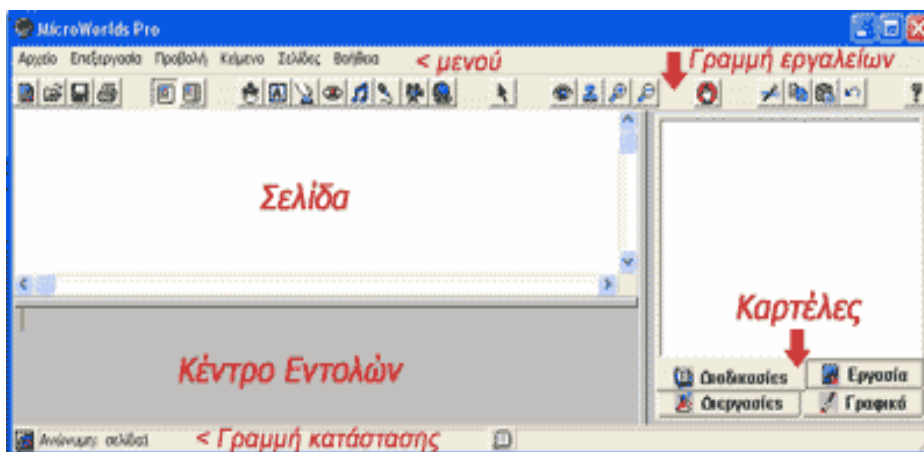 MicroWorlds Pro
Αρχείο Επεξεργασία Προβολή Κείμενο Σελίδες Βοήθεια < μενού
Γραμμή εργαλείων
Σελίδα
Καρτέλες
Κέντρο Εντολών
Διαδικασίες Εργασία
Διεργασίες Γραφικά
Ανώνυμη: σελίδα1 < Γραμμή κατάστασης